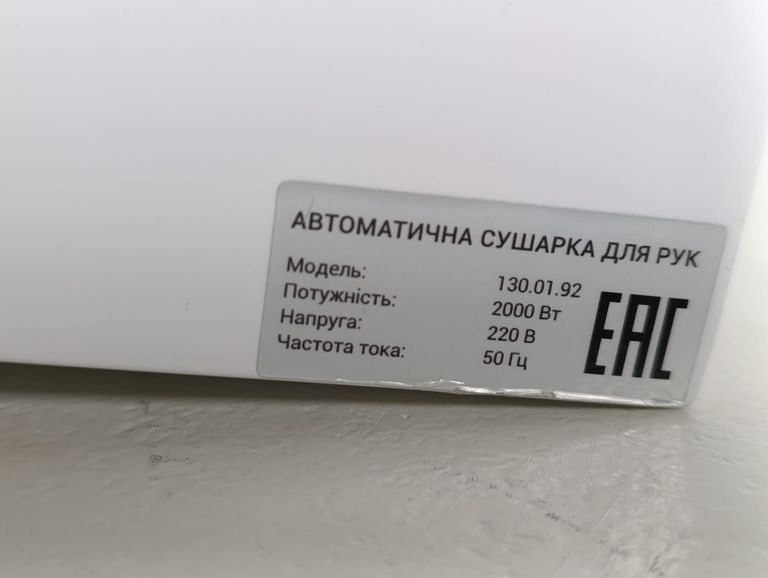 АВТОМАТИЧНА СУШАРКА ДЛЯ РУК
Модель: 130.01.92
Потужність: 2000 Вт
Напруга: 220 В
Частота тока: 50 Гц
EAC